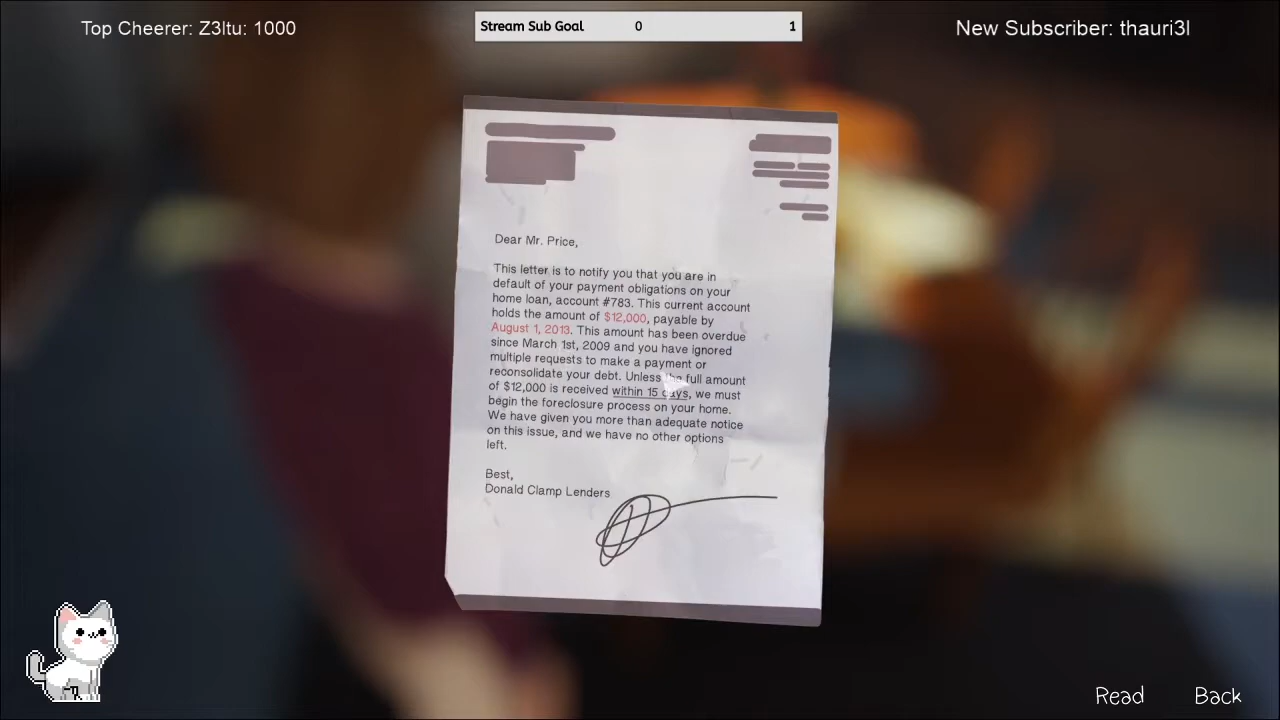 Top Cheerer: Z3ltu: 1000
Stream Sub Goal 0 1
New Subscriber: thauri3l
Dear Mr. Price,
This letter is to notify you that you are in
default of your payment obligations on your
home loan, account #783. This current account
holds the amount of $12,000, payable by
August 1, 2013. This amount has been overdue
since March 1st, 2009 and you have ignored
multiple requests to make a payment or
reconsolidate your debt. Unless the full amount
of $12,000 is received within 15 days, we must
begin the foreclosure process on your home.
We have given you more than adequate notice
on this issue, and we have no other options
left.
Best,
Donald Clamp Lenders
Read Back